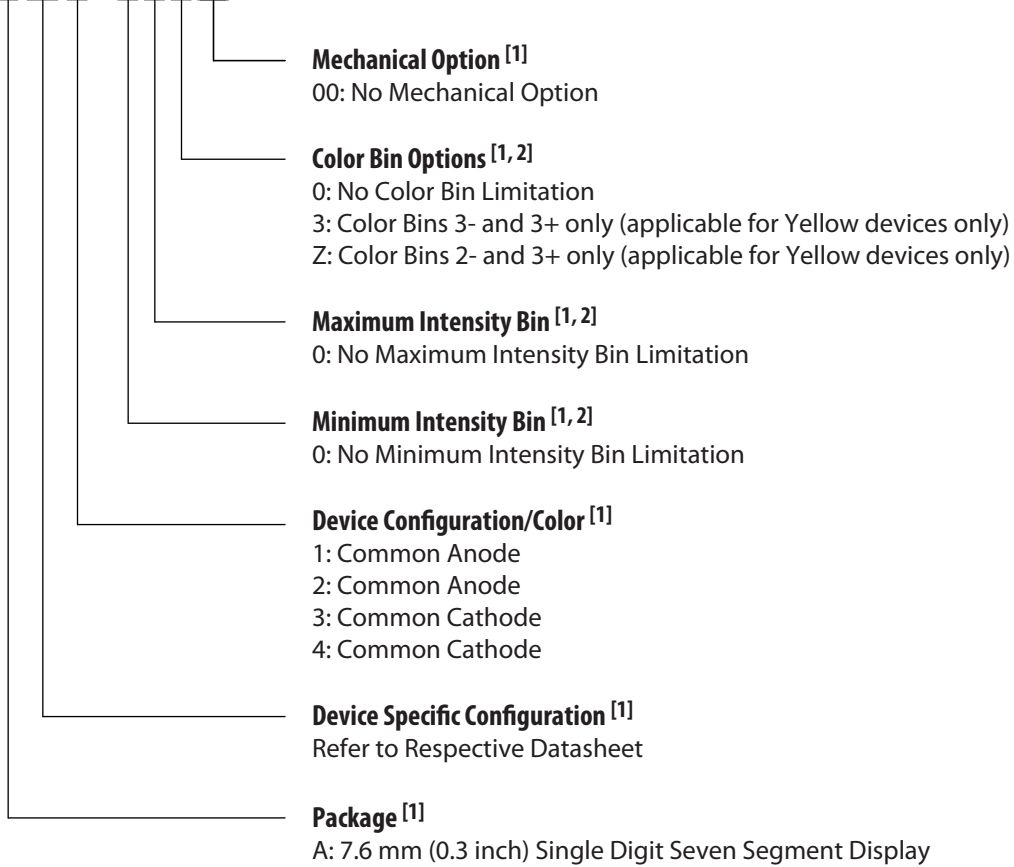 Mechanical Option [1]
00: No Mechanical Option
Color Bin Options [1, 2]
0: No Color Bin Limitation
3: Color Bins 3- and 3+ only (applicable for Yellow devices only)
Z: Color Bins 2- and 3+ only (applicable for Yellow devices only)
Maximum Intensity Bin [1, 2]
0: No Maximum Intensity Bin Limitation
Minimum Intensity Bin [1, 2]
0: No Minimum Intensity Bin Limitation
Device Configuration/Color [1]
1: Common Anode
2: Common Anode
3: Common Cathode
4: Common Cathode
Device Specific Configuration [1]
Refer to Respective Datasheet
Package [1]
A: 7.6 mm (0.3 inch) Single Digit Seven Segment Display